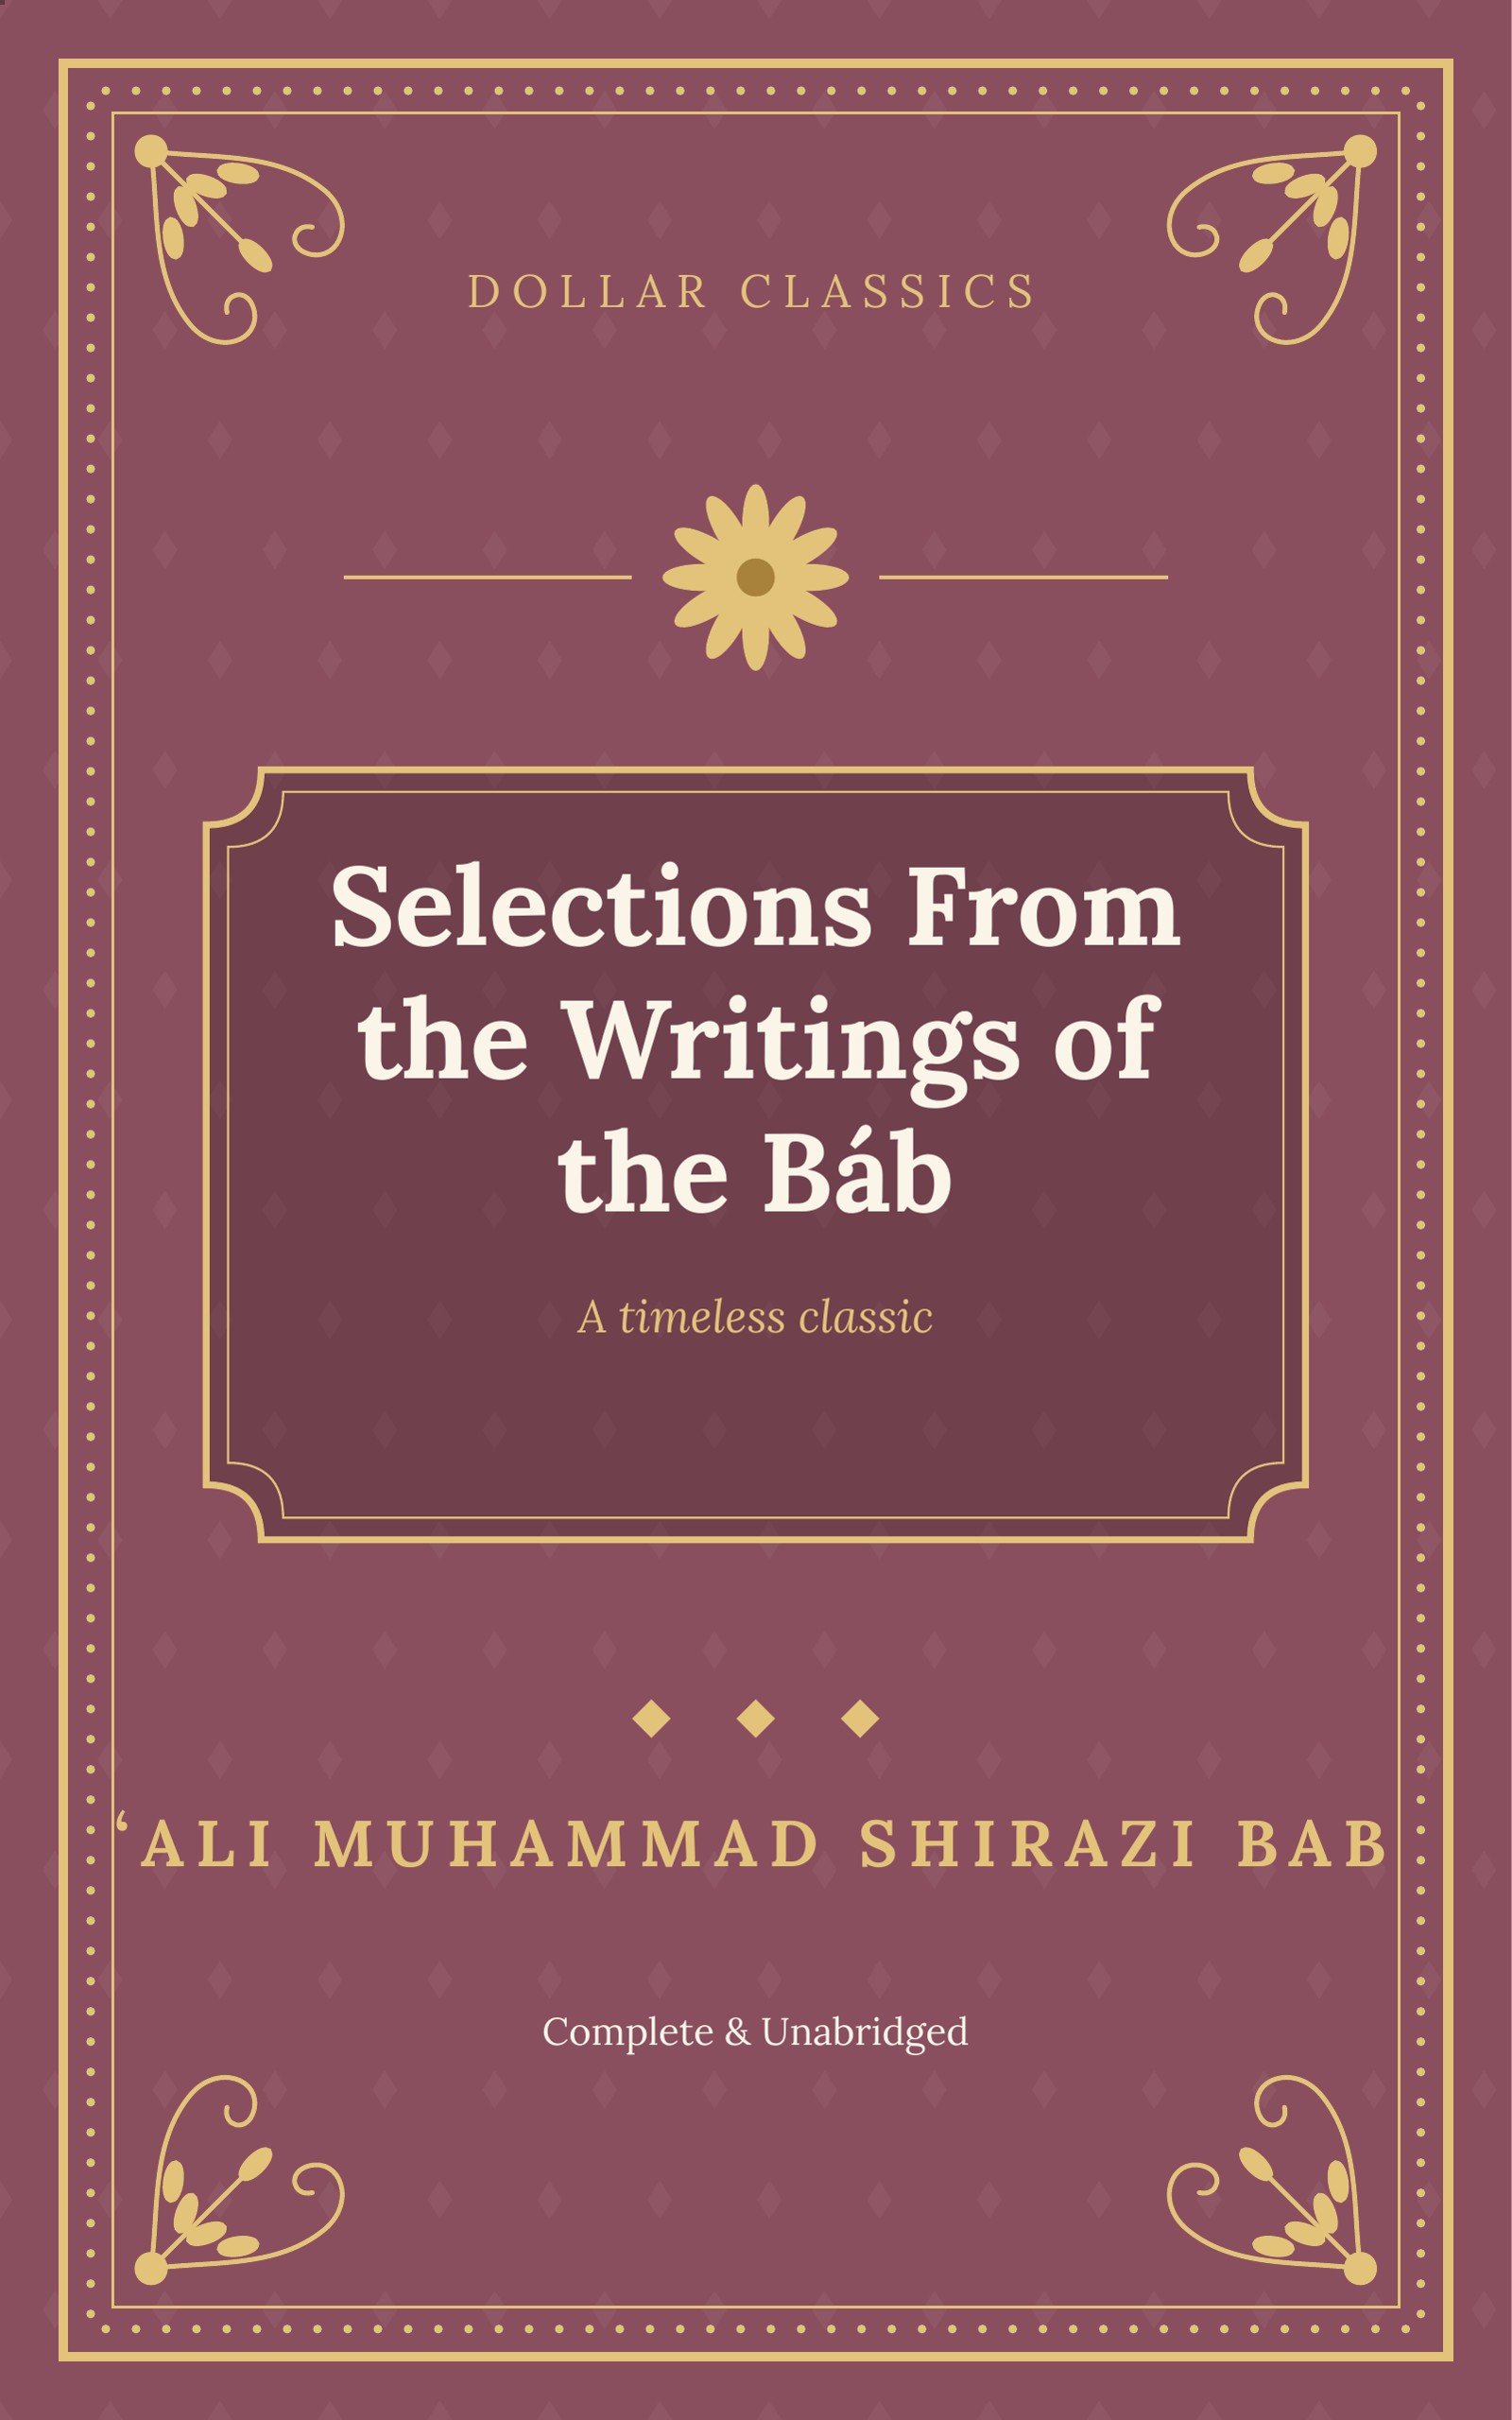 DOLLAR CLASSICS
Selections From
the Writings of
the Báb
A timeless classic
‘ALI MUHAMMAD SHIRAZI BAB
Complete & Unabridged